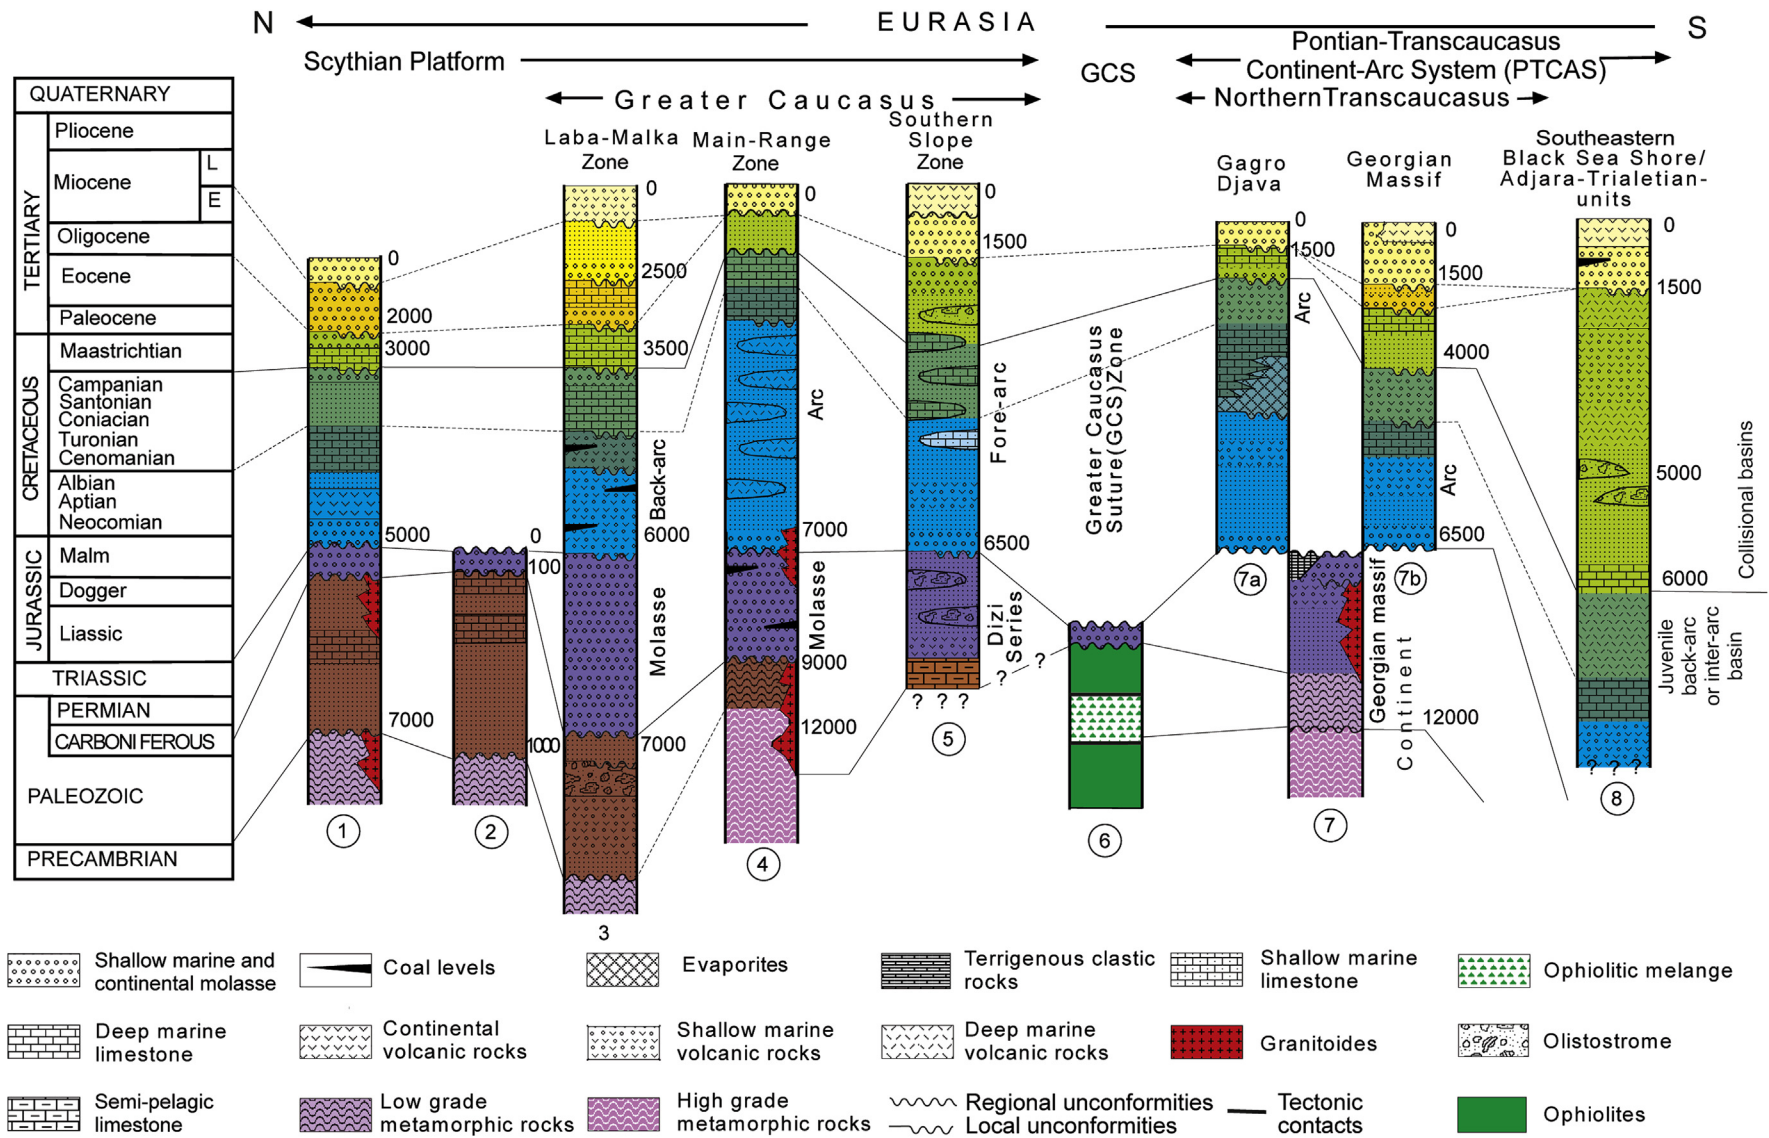 N
EURASIA
S
Scythian Platform
GCS
Pontian-Transcaucasus
Continent-Arc System (PTCAS)
Greater Caucasus
NorthernTranscaucasus
Laba-Malka
Zone
Main-Range
Zone
Southern
Slope
Zone
Gagro
Djava
Georgian
Massif
Southeastern
Black Sea Shore/
Adjara-Trialetian-
units
QUATERNARY
TERTIARY
Pliocene
Miocene
L
E
Oligocene
Eocene
Paleocene
CRETACEOUS
Maastrichtian
Campanian
Santonian
Coniacian
Turonian
Cenomanian
Albian
Aptian
Neocomian
JURASSIC
Malm
Dogger
Liassic
TRIASSIC
PERMIAN
CARBONI FEROUS
PALEOZOIC
PRECAMBRIAN
0
2000
3000
5000
7000
1
0
100
1000
2
0
2500
3500
Back-arc
6000
Molasse
7000
3
0
Arc
7000
Molasse
9000
12000
4
0
1500
Fore-arc
6500
Dizi
Series
?
?
? ? ?
5
Greater Caucasus
Suture(GCS)Zone
6
0
1500
Arc
7a
0
1500
4000
Arc
6500
7b
Georgian massif
Continent
12000
7
0
1500
5000
6000
Collisional basins
Juvenile
back-arc
or inter-arc
basin
? ? ?
8
Shallow marine and
continental molasse
Coal levels
Evaporites
Terrigenous clastic
rocks
Shallow marine
limestone
Ophiolitic melange
Deep marine
limestone
Continental
volcanic rocks
Shallow marine
volcanic rocks
Deep marine
volcanic rocks
Granitoides
Olistostrome
Semi-pelagic
limestone
Low grade
metamorphic rocks
High grade
metamorphic rocks
Regional unconformities
Local unconformities
Tectonic
contacts
Ophiolites